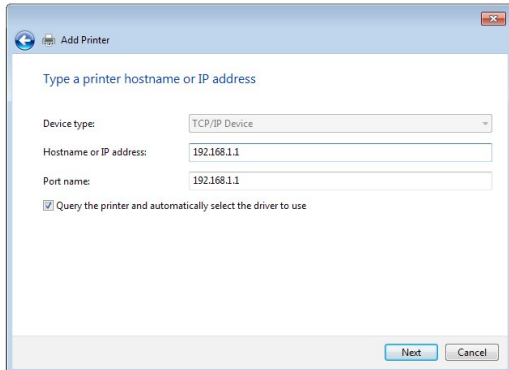 Add Printer
Type a printer hostname or IP address
Device type: TCP/IP Device
Hostname or IP address: 192.168.1.1
Port name: 192.168.1.1
Query the printer and automatically select the driver to use
Next Cancel